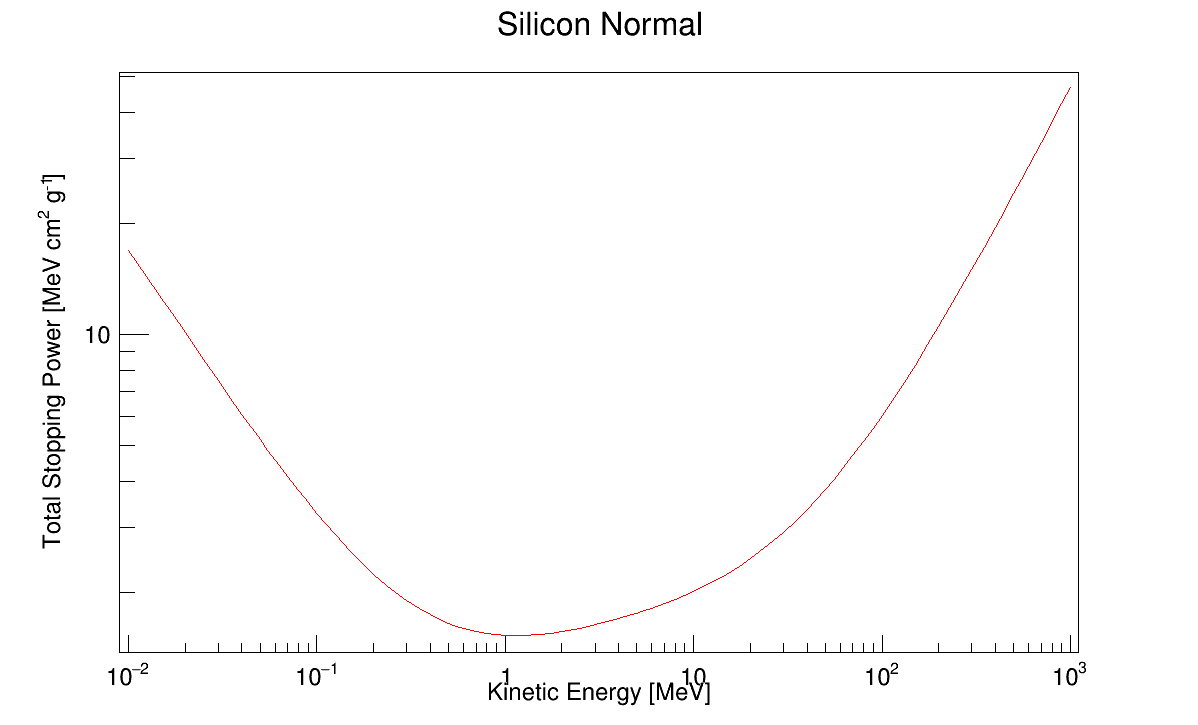 Silicon Normal
Total Stopping Power [MeV cm² g⁻¹]
10
10⁻² 10⁻¹ 1 10 10² 10³
Kinetic Energy [MeV]